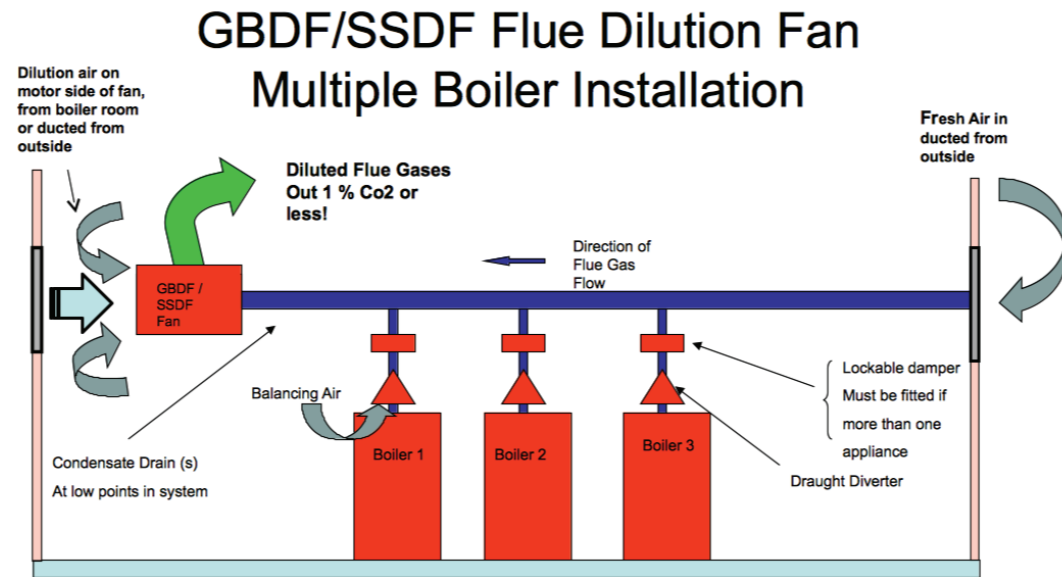 GBDF/SSDF Flue Dilution Fan
Multiple Boiler Installation
Dilution air on
motor side of fan,
from boiler room
or ducted from
outside
Diluted Flue Gases
Out 1 % Co2 or
less!
Fresh Air in
ducted from
outside
Direction of
Flue Gas
Flow
GBDF /
SSDF
Fan
Balancing Air
Lockable damper
Must be fitted if
more than one
appliance
Condensate Drain (s)
At low points in system
Boiler 1
Boiler 2
Boiler 3
Draught Diverter